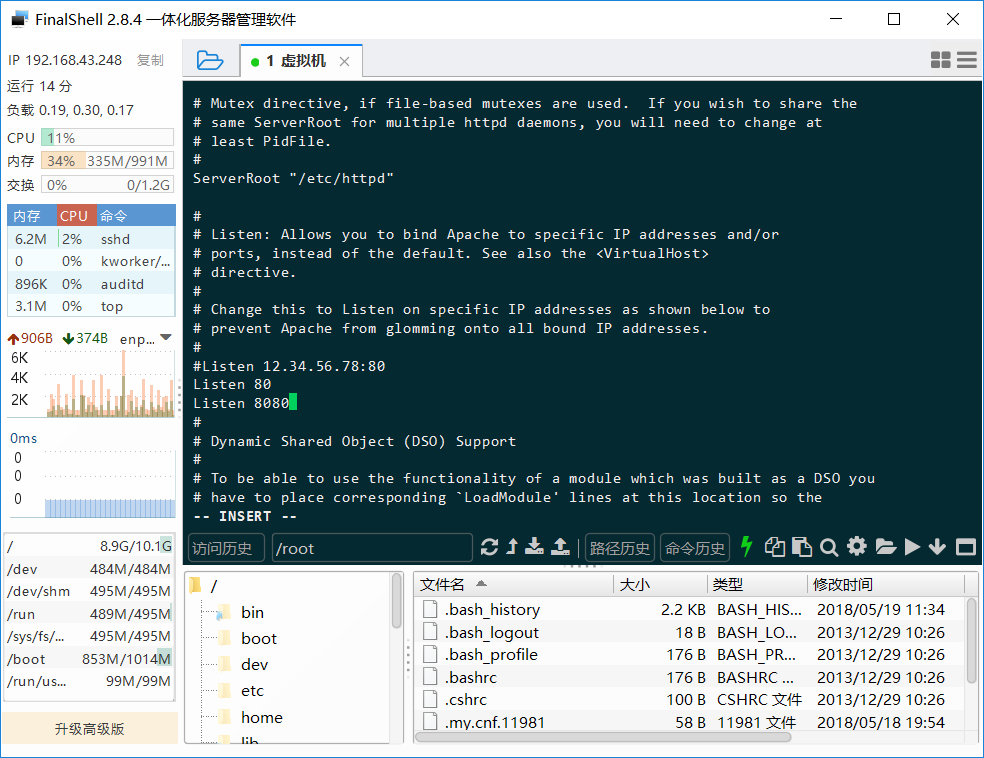 FinalShell 2.8.4 一体化服务器管理软件
IP 192.168.43.248 复制
运行 14 分
负载 0.19, 0.30, 0.17
CPU 11%
内存 34% 335M/991M
交换 0% 0/1.2G
内存 CPU 命令
6.2M 2% sshd
0 0% kworker/...
896K 0% auditd
3.1M 0% top
906B 374B enp...
6K
4K
2K
0ms
0
0
0
/ 8.9G/10.1G
/dev 484M/484M
/dev/shm 495M/495M
/run 489M/495M
/sys/fs/... 495M/495M
/boot 853M/1014M
/run/us... 99M/99M
升级高级版
1 虚拟机
# Mutex directive, if file-based mutexes are used.  If you wish to share the
# same ServerRoot for multiple httpd daemons, you will need to change at
# least PidFile.
#
ServerRoot "/etc/httpd"
#
# Listen: Allows you to bind Apache to specific IP addresses and/or
# ports, instead of the default. See also the <VirtualHost>
# directive.
#
# Change this to Listen on specific IP addresses as shown below to
# prevent Apache from glomming onto all bound IP addresses.
#
#Listen 12.34.56.78:80
Listen 80
Listen 8080
#
# Dynamic Shared Object (DSO) Support
#
# To be able to use the functionality of a module which was built as a DSO you
# have to place corresponding `LoadModule' lines at this location so the
-- INSERT --
访问历史 /root 路径历史 命令历史
/
bin
boot
dev
etc
home
lib
文件名 大小 类型 修改时间
.bash_history 2.2 KB BASH_HIS... 2018/05/19 11:34
.bash_logout 18 B BASH_LO... 2013/12/29 10:26
.bash_profile 176 B BASH_PR... 2013/12/29 10:26
.bashrc 176 B BASHRC ... 2013/12/29 10:26
.cshrc 100 B CSHRC 文件 2013/12/29 10:26
.my.cnf.11981 58 B 11981 文件 2018/05/18 19:54